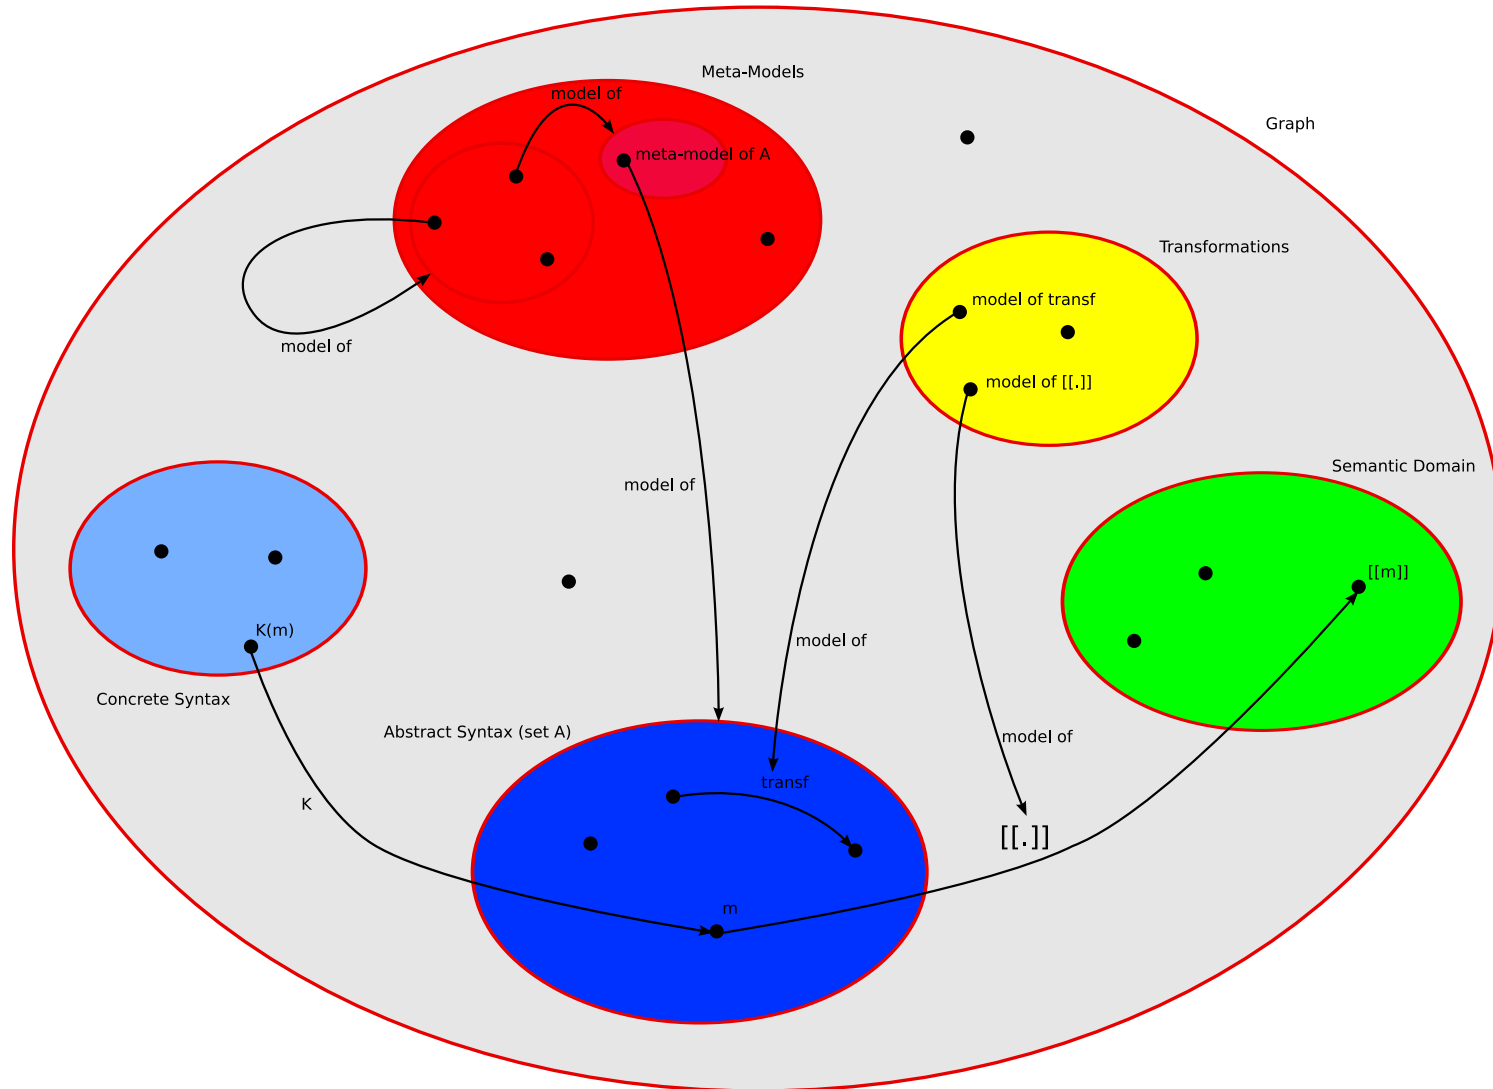 Meta-Models
model of
Graph
meta-model of A
Transformations
model of transf
model of
model of [[.]]
Semantic Domain
model of
[[m]]
K(m)
model of
Concrete Syntax
Abstract Syntax (set A)
model of
transf
K
[[.]]
m